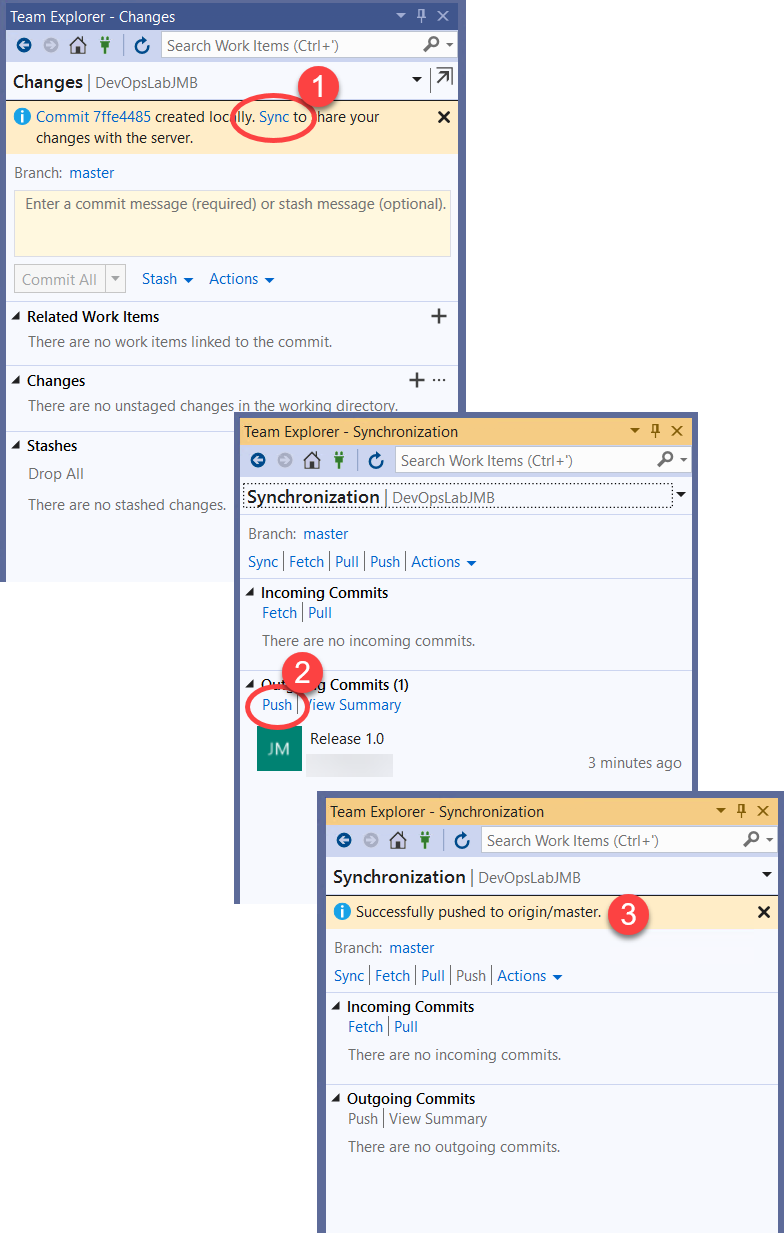 Team Explorer - Changes
Search Work Items (Ctrl+')
Changes | DevOpsLabJMB
1
Commit 7ffe4485 created locally. Sync to share your
changes with the server.
Branch: master
Enter a commit message (required) or stash message (optional).
Commit All Stash Actions
Related Work Items
There are no work items linked to the commit.
Changes
There are no unstaged changes in the working directory.
Stashes
Drop All
There are no stashed changes.
Team Explorer - Synchronization
Search Work Items (Ctrl+')
Synchronization | DevOpsLabJMB
Branch: master
Sync | Fetch | Pull | Push | Actions
Incoming Commits
Fetch | Pull
There are no incoming commits.
2
Outgoing Commits (1)
Push | View Summary
JM
Release 1.0
3 minutes ago
Team Explorer - Synchronization
Search Work Items (Ctrl+')
Synchronization | DevOpsLabJMB
Successfully pushed to origin/master.
3
Branch: master
Sync | Fetch | Pull | Push | Actions
Incoming Commits
Fetch | Pull
There are no incoming commits.
Outgoing Commits
Push | View Summary
There are no outgoing commits.